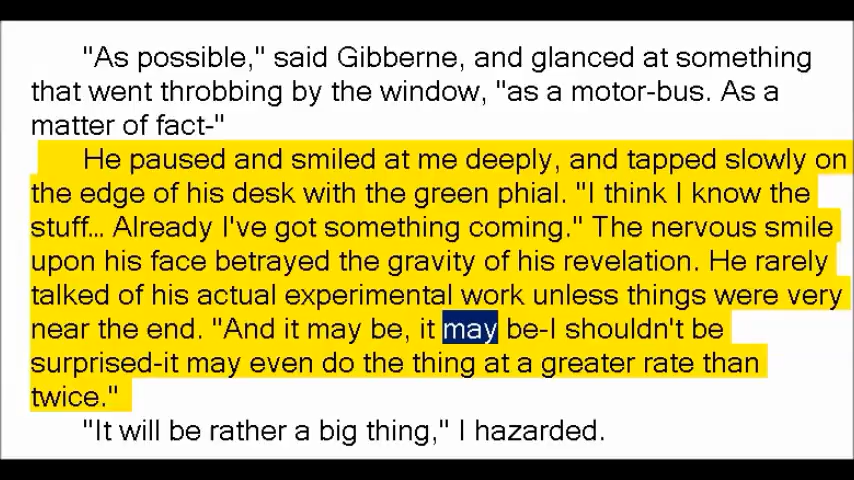 "As possible," said Gibberne, and glanced at something
that went throbbing by the window, "as a motor-bus. As a
matter of fact-"
He paused and smiled at me deeply, and tapped slowly on
the edge of his desk with the green phial. "I think I know the
stuff... Already I've got something coming." The nervous smile
upon his face betrayed the gravity of his revelation. He rarely
talked of his actual experimental work unless things were very
near the end. "And it may be, it may be-I shouldn't be
surprised-it may even do the thing at a greater rate than
twice."
"It will be rather a big thing," I hazarded.